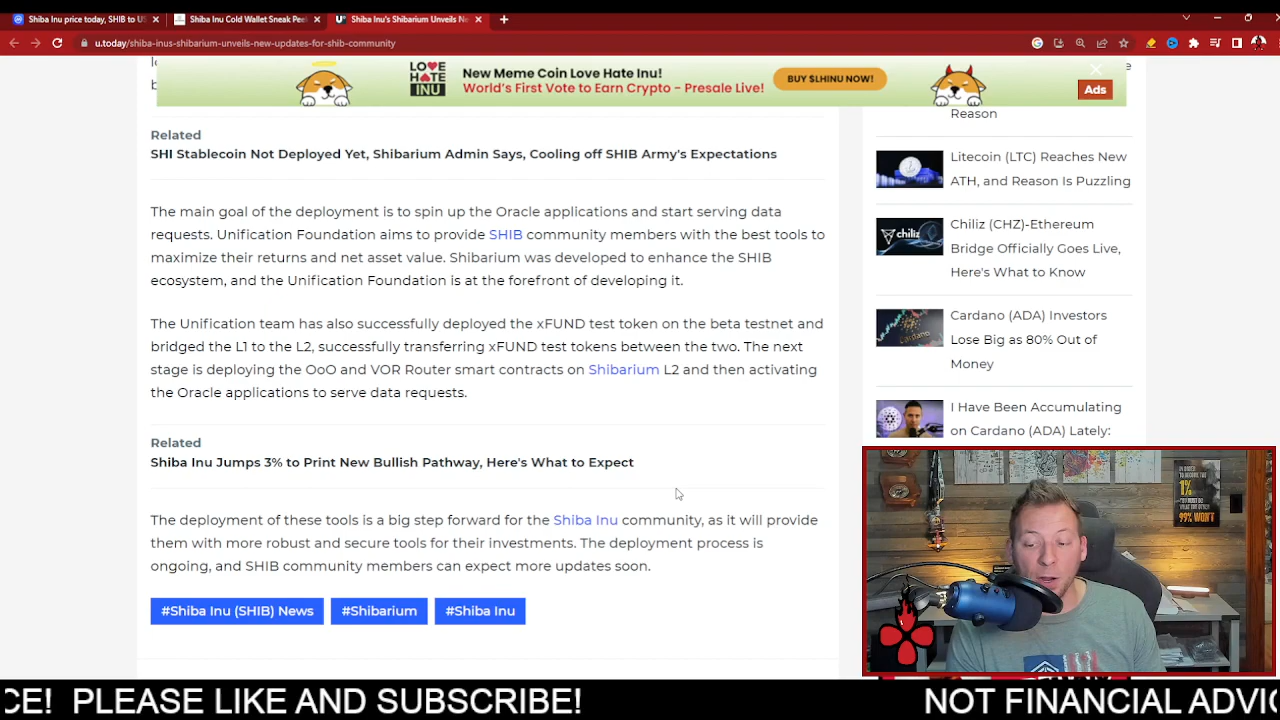 Shiba Inu price today, SHIB to US
Shiba Inu Cold Wallet Sneak Pee
Shiba Inu's Shibarium Unveils Ne
u.today/shiba-inus-shibarium-unveils-new-updates-for-shib-community
LOVE
HATE
INU
New Meme Coin Love Hate Inu!
World's First Vote to Earn Crypto - Presale Live!
BUY $LHINU NOW!
Ads
Related
SHI Stablecoin Not Deployed Yet, Shibarium Admin Says, Cooling off SHIB Army's Expectations
The main goal of the deployment is to spin up the Oracle applications and start serving data
requests. Unification Foundation aims to provide SHIB community members with the best tools to
maximize their returns and net asset value. Shibarium was developed to enhance the SHIB
ecosystem, and the Unification Foundation is at the forefront of developing it.
The Unification team has also successfully deployed the xFUND test token on the beta testnet and
bridged the L1 to the L2, successfully transferring xFUND test tokens between the two. The next
stage is deploying the OoO and VOR Router smart contracts on Shibarium L2 and then activating
the Oracle applications to serve data requests.
Related
Shiba Inu Jumps 3% to Print New Bullish Pathway, Here's What to Expect
The deployment of these tools is a big step forward for the Shiba Inu community, as it will provide
them with more robust and secure tools for their investments. The deployment process is
ongoing, and SHIB community members can expect more updates soon.
#Shiba Inu (SHIB) News
#Shibarium
#Shiba Inu
Reason
Litecoin (LTC) Reaches New
ATH, and Reason Is Puzzling
chiliz
Chiliz (CHZ)-Ethereum
Bridge Officially Goes Live,
Here's What to Know
Cardano (ADA) Investors
Lose Big as 80% Out of
Money
I Have Been Accumulating
on Cardano (ADA) Lately:
1%
99% WON'T
CE! PLEASE LIKE AND SUBSCRIBE!
NOT FINANCIAL ADVIC